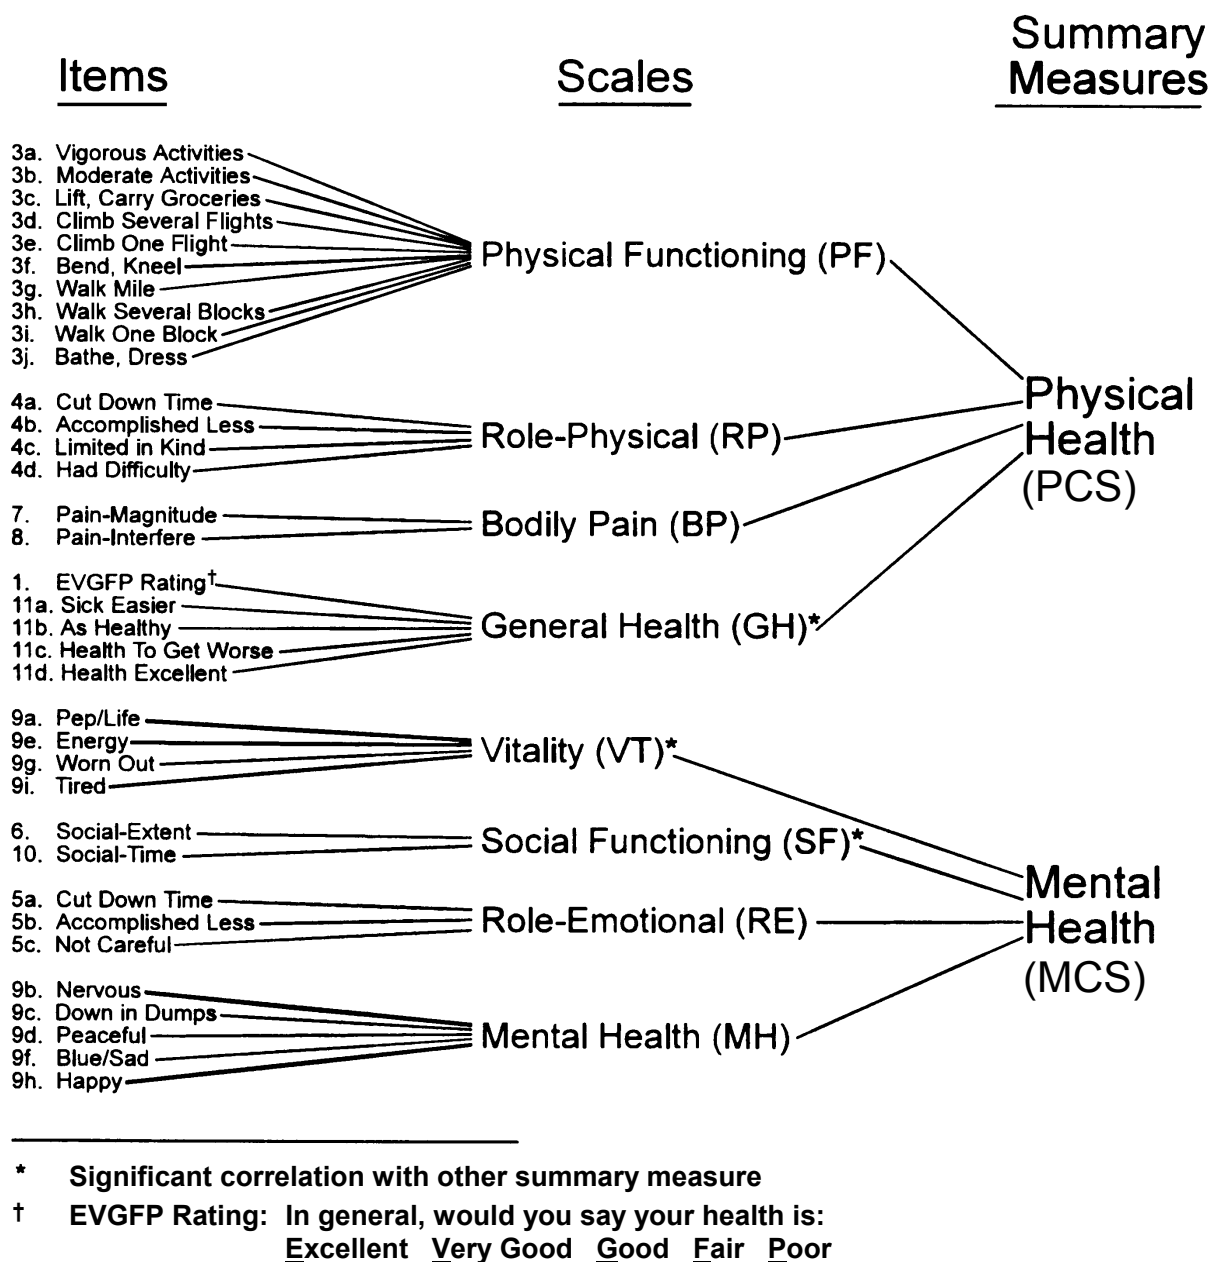 Items
Scales
Summary
Measures
3a. Vigorous Activities
3b. Moderate Activities
3c. Lift, Carry Groceries
3d. Climb Several Flights
3e. Climb One Flight
3f. Bend, Kneel
3g. Walk Mile
3h. Walk Several Blocks
3i. Walk One Block
3j. Bathe, Dress
Physical Functioning (PF)
4a. Cut Down Time
4b. Accomplished Less
4c. Limited in Kind
4d. Had Difficulty
Role-Physical (RP)
7. Pain-Magnitude
8. Pain-Interfere
Bodily Pain (BP)
1. EVGFP Rating†
11a. Sick Easier
11b. As Healthy
11c. Health To Get Worse
11d. Health Excellent
General Health (GH)*
Physical
Health
(PCS)
9a. Pep/Life
9e. Energy
9g. Worn Out
9i. Tired
Vitality (VT)*
6. Social-Extent
10. Social-Time
Social Functioning (SF)*
5a. Cut Down Time
5b. Accomplished Less
5c. Not Careful
Role-Emotional (RE)
9b. Nervous
9c. Down in Dumps
9d. Peaceful
9f. Blue/Sad
9h. Happy
Mental Health (MH)
Mental
Health
(MCS)
* Significant correlation with other summary measure
† EVGFP Rating: In general, would you say your health is:
Excellent Very Good Good Fair Poor